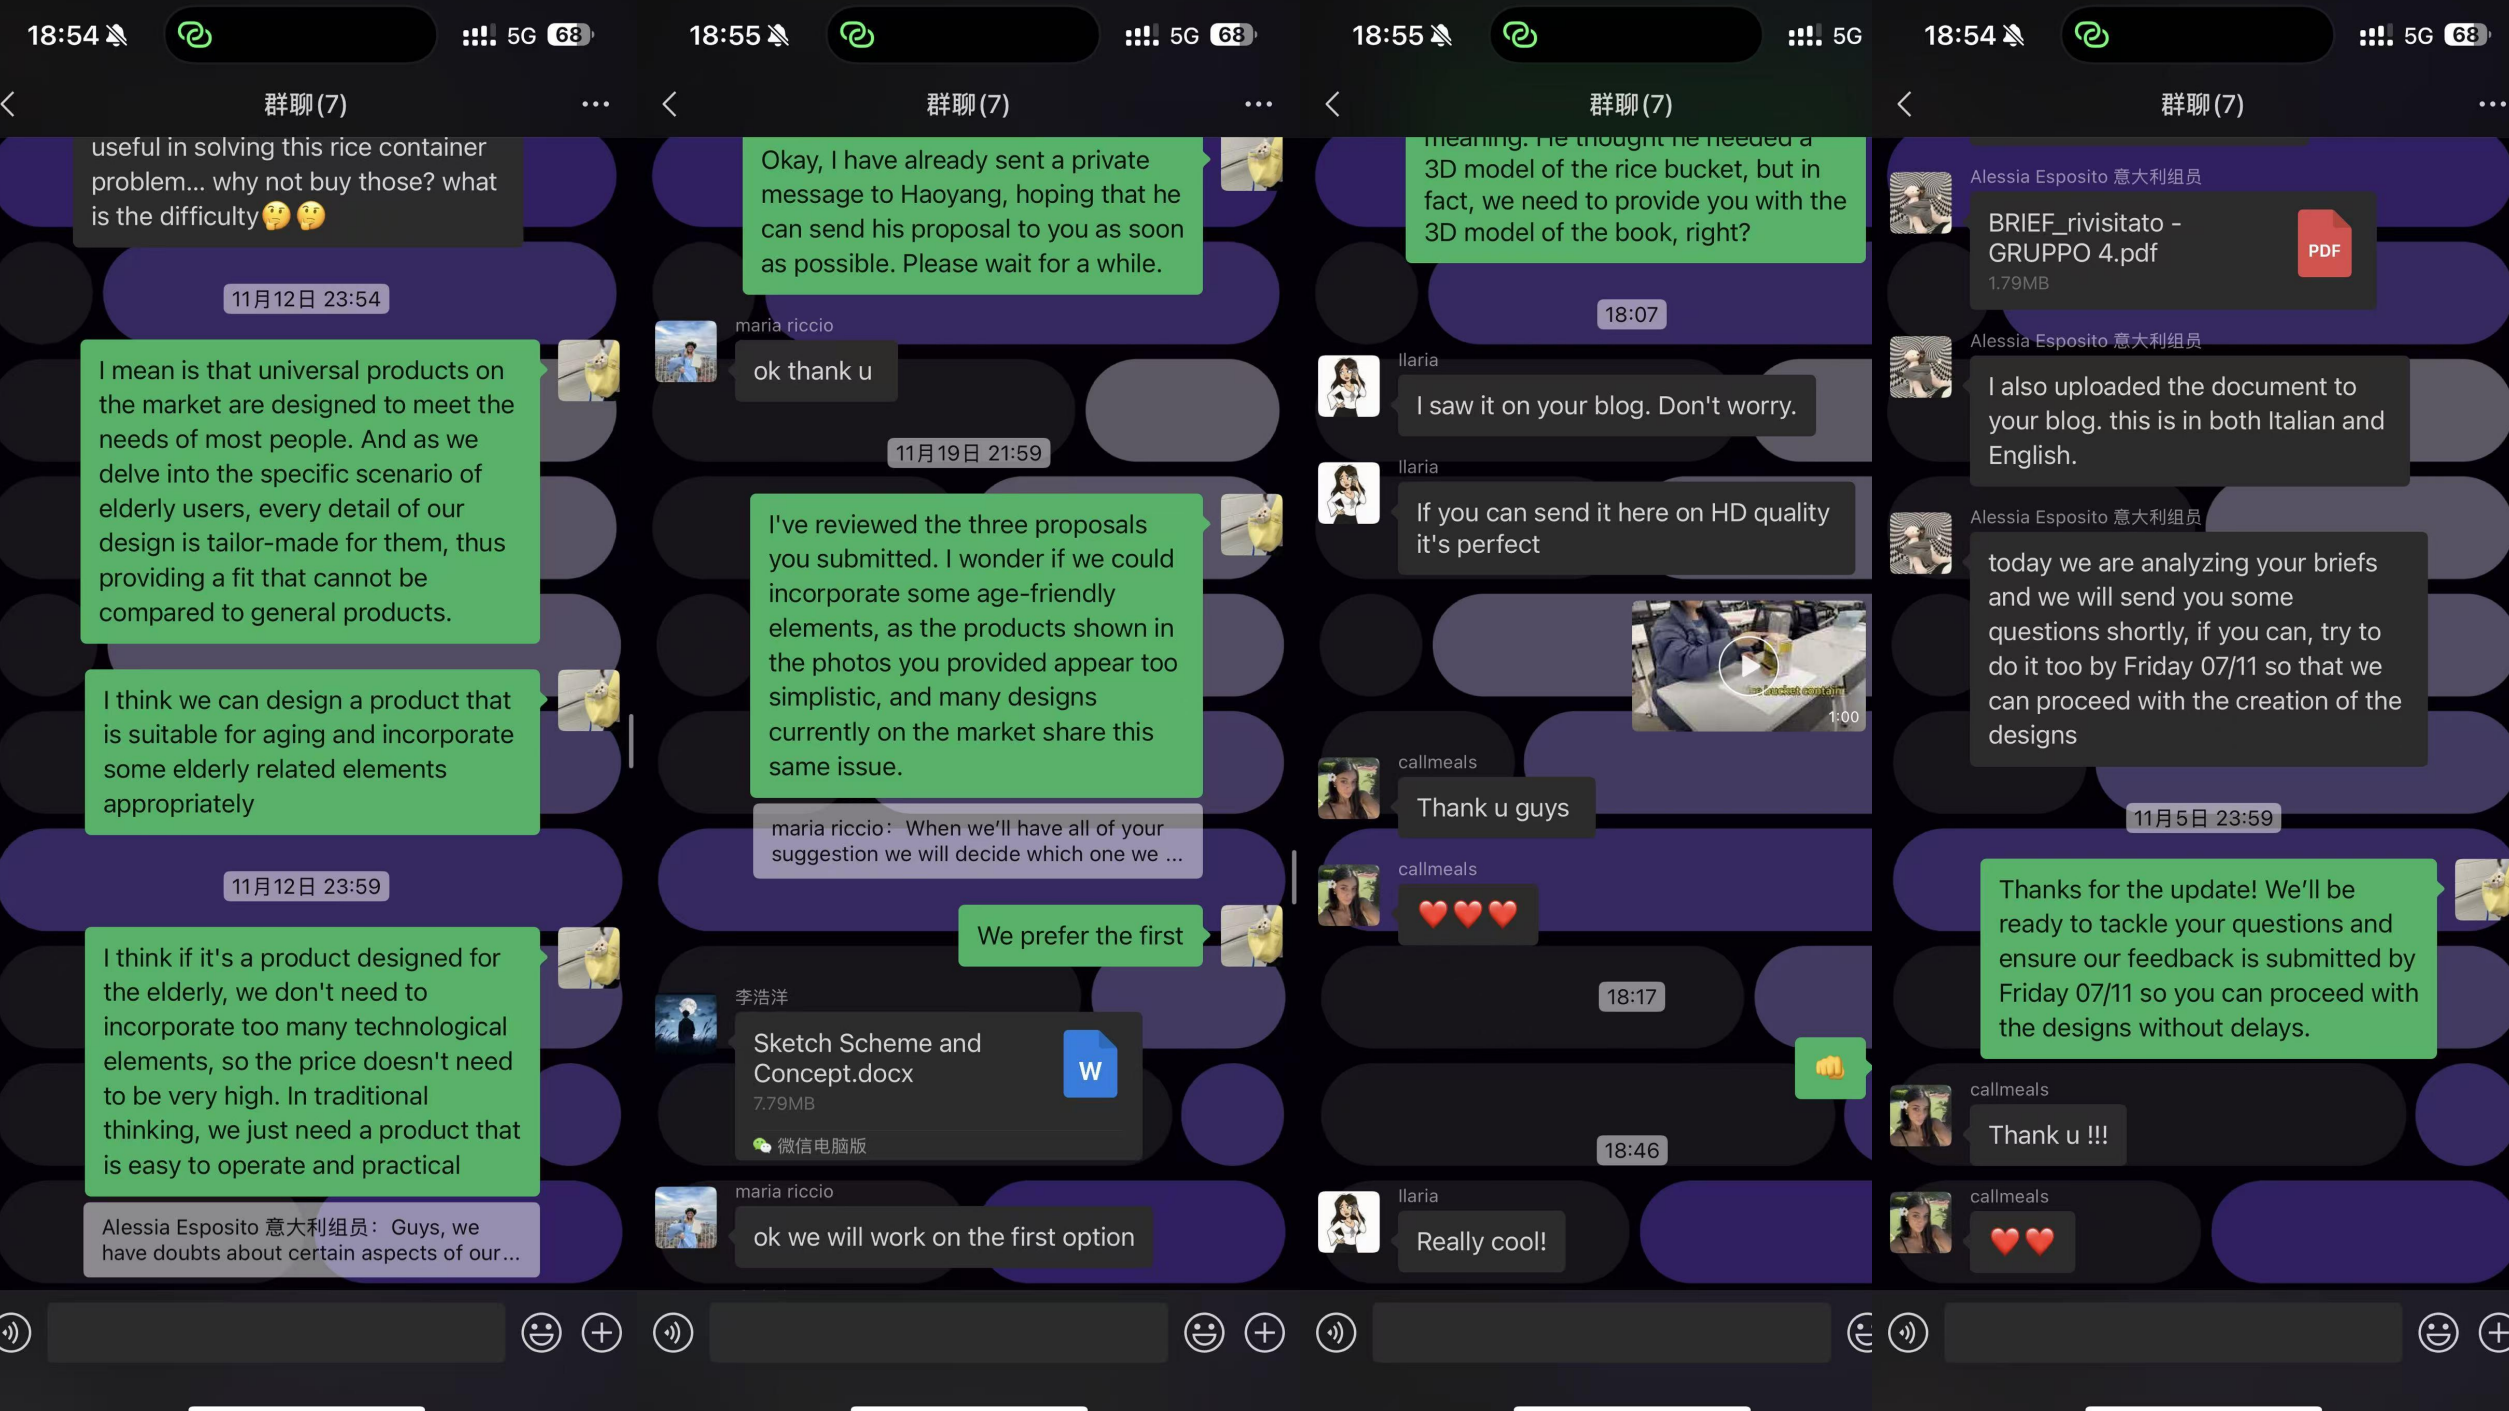 18:54
5G
68
群聊(7)
useful in solving this rice container
problem... why not buy those? what
is the difficulty🤔🤔
11月12日 23:54
I mean is that universal products on
the market are designed to meet the
needs of most people. And as we
delve into the specific scenario of
elderly users, every detail of our
design is tailor-made for them, thus
providing a fit that cannot be
compared to general products.
I think we can design a product that
is suitable for aging and incorporate
some elderly related elements
appropriately
11月12日 23:59
I think if it's a product designed for
the elderly, we don't need to
incorporate too many technological
elements, so the price doesn't need
to be very high. In traditional
thinking, we just need a product that
is easy to operate and practical
Alessia Esposito 意大利组员：Guys, we
have doubts about certain aspects of our...
18:55
5G
68
群聊(7)
Okay, I have already sent a private
message to Haoyang, hoping that he
can send his proposal to you as soon
as possible. Please wait for a while.
maria riccio
ok thank u
11月19日 21:59
I've reviewed the three proposals
you submitted. I wonder if we could
incorporate some age-friendly
elements, as the products shown in
the photos you provided appear too
simplistic, and many designs
currently on the market share this
same issue.
maria riccio：When we'll have all of your
suggestion we will decide which one we ...
We prefer the first
李浩洋
Sketch Scheme and
Concept.docx
W
7.79MB
微信电脑版
maria riccio
ok we will work on the first option
18:55
5G
群聊(7)
meaning. He thought he needed a
3D model of the rice bucket, but in
fact, we need to provide you with the
3D model of the book, right?
18:07
Ilaria
I saw it on your blog. Don't worry.
Ilaria
If you can send it here on HD quality
it's perfect
bucket contain
1:00
callmeals
Thank u guys
callmeals
❤️❤️❤️
18:17
👊
18:46
Ilaria
Really cool!
18:54
5G
68
群聊(7)
Alessia Esposito 意大利组员
BRIEF_rivisitato -
GRUPPO 4.pdf
PDF
1.79MB
Alessia Esposito 意大利组员
I also uploaded the document to
your blog. this is in both Italian and
English.
Alessia Esposito 意大利组员
today we are analyzing your briefs
and we will send you some
questions shortly, if you can, try to
do it too by Friday 07/11 so that we
can proceed with the creation of the
designs
11月5日 23:59
Thanks for the update! We'll be
ready to tackle your questions and
ensure our feedback is submitted by
Friday 07/11 so you can proceed with
the designs without delays.
callmeals
Thank u !!!
callmeals
❤️❤️